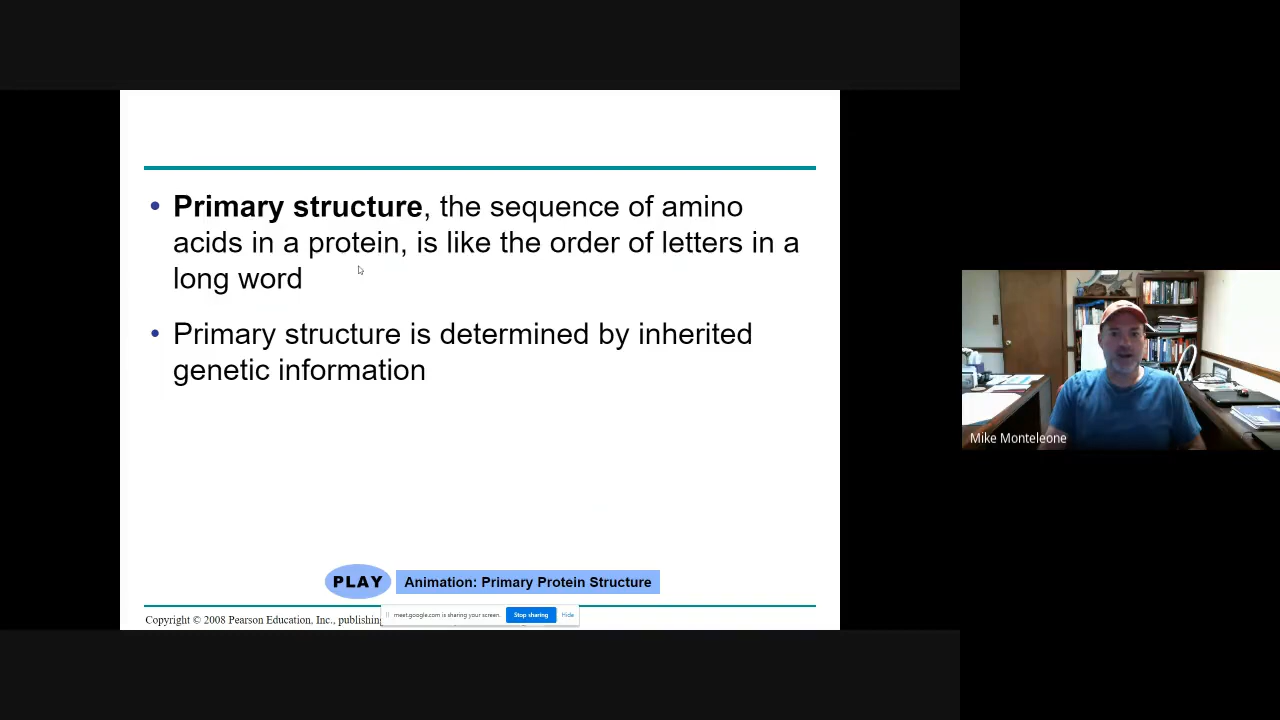 • Primary structure, the sequence of amino
acids in a protein, is like the order of letters in a
long word
• Primary structure is determined by inherited
genetic information
PLAY Animation: Primary Protein Structure
Copyright © 2008 Pearson Education, Inc., publishing
meet.google.com is sharing your screen. Stop sharing Hide
Mike Monteleone